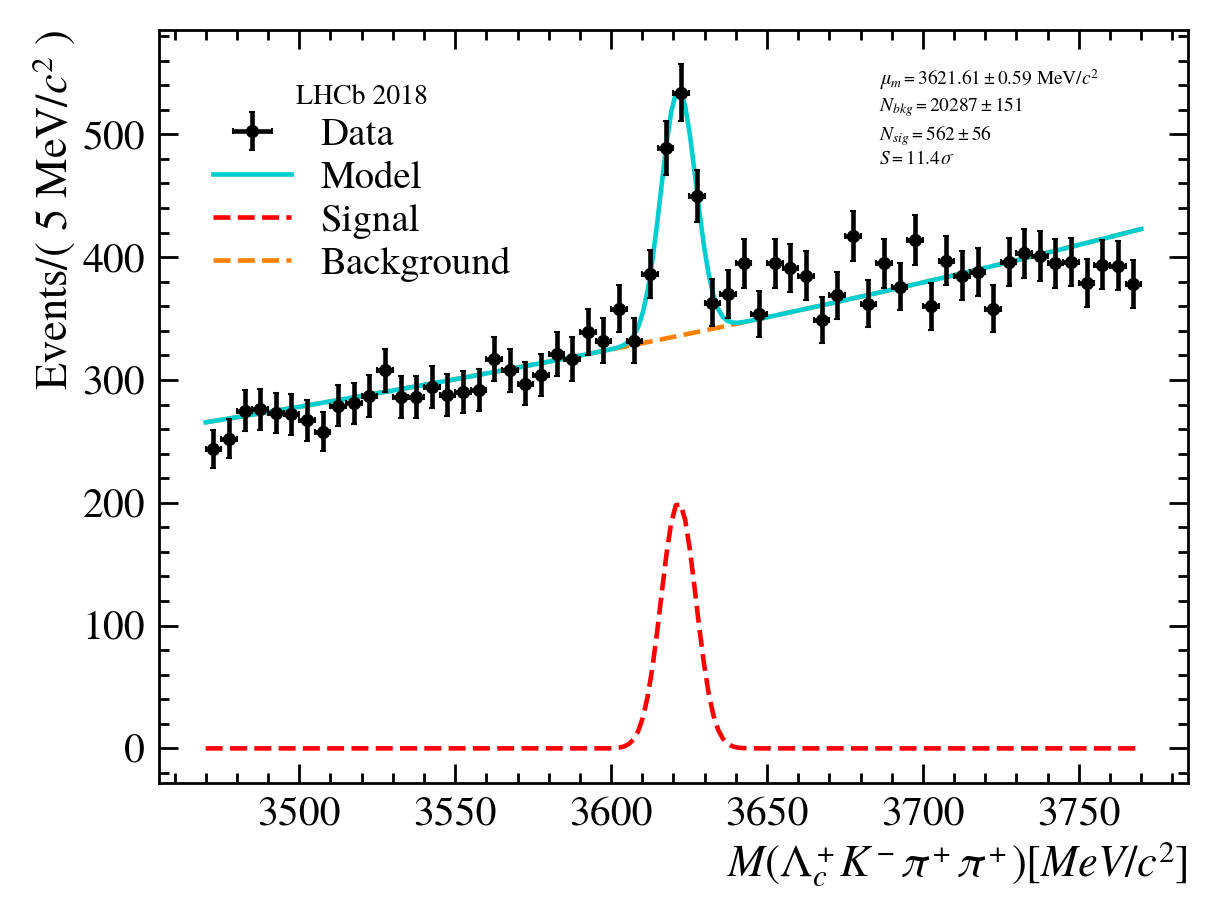 Events/( 5 MeV/c² )
LHCb 2018
Data
Model
Signal
Background
μₘ = 3621.61 ± 0.59 MeV/c²
N_bkg = 20287 ± 151
N_sig = 562 ± 56
S = 11.4σ
500
400
300
200
100
0
3500 3550 3600 3650 3700 3750
M(Λ_c⁺K⁻π⁺π⁺)[MeV/c²]